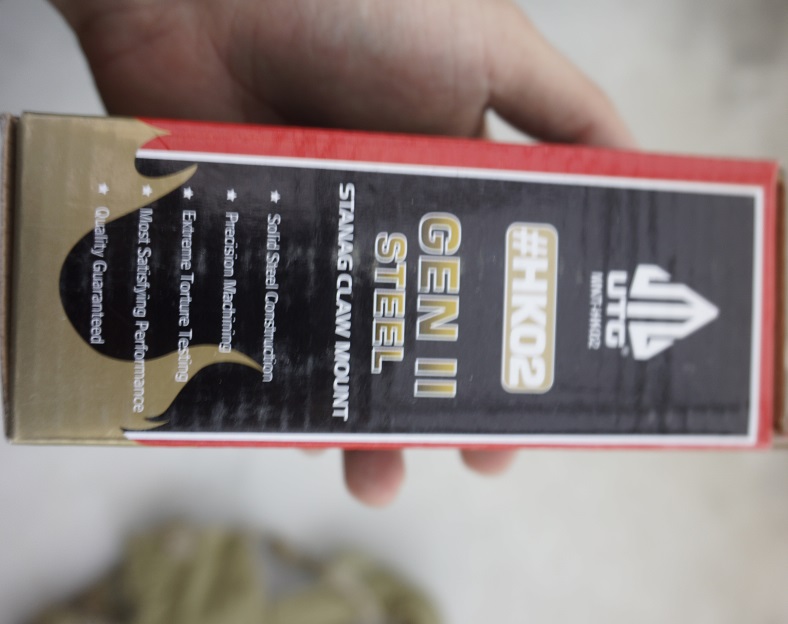 UTG™
MNT-HK02
#HK02
GEN II
STEEL
STANAG CLAW MOUNT
★ Solid Steel Construction
★ Precision Machining
★ Extreme Torture Testing
★ Most Satisfying Performance
★ Quality Guaranteed